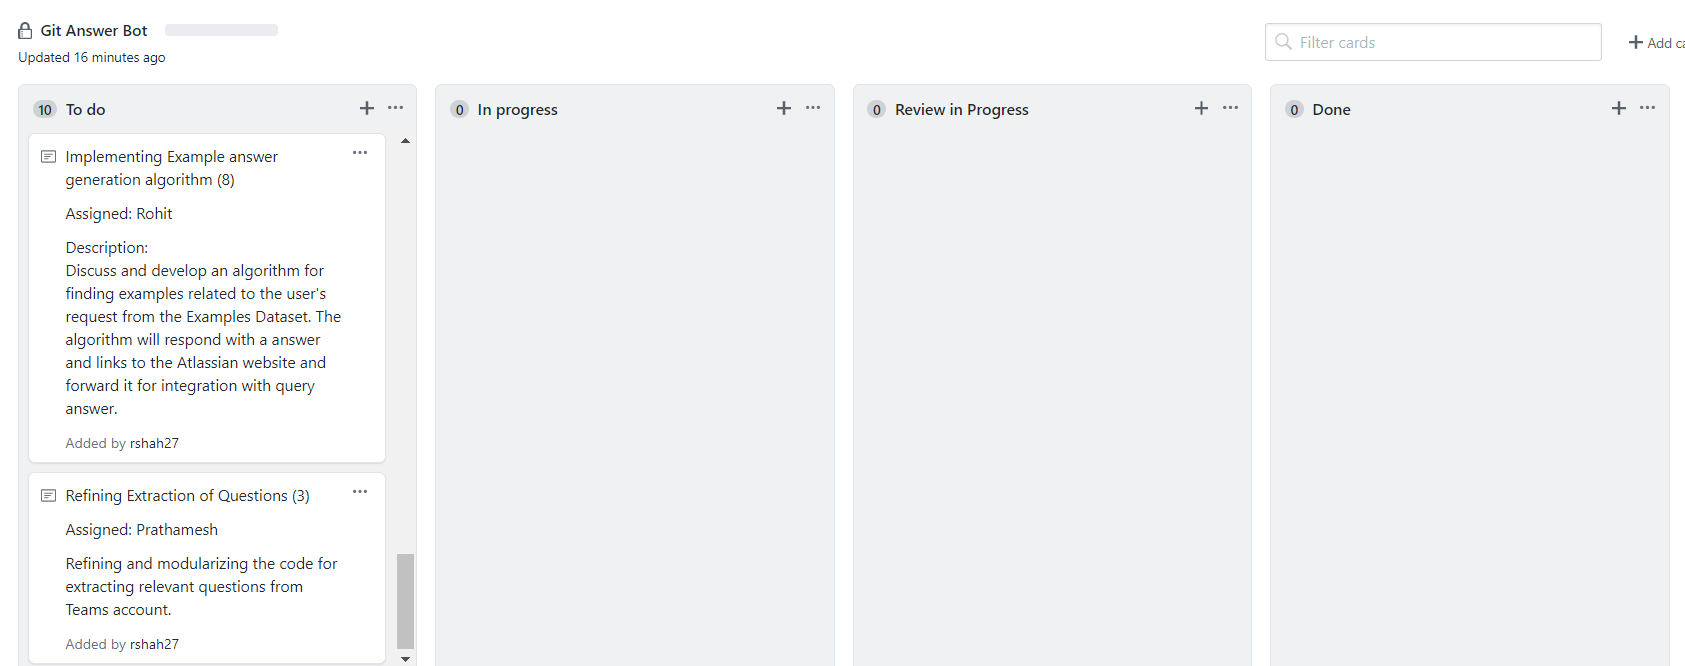 Git Answer Bot
Updated 16 minutes ago
Filter cards
Add ca
10 To do
Implementing Example answer
generation algorithm (8)
Assigned: Rohit
Description:
Discuss and develop an algorithm for
finding examples related to the user's
request from the Examples Dataset. The
algorithm will respond with a answer
and links to the Atlassian website and
forward it for integration with query
answer.
Added by rshah27
Refining Extraction of Questions (3)
Assigned: Prathamesh
Refining and modularizing the code for
extracting relevant questions from
Teams account.
Added by rshah27
0 In progress
0 Review in Progress
0 Done